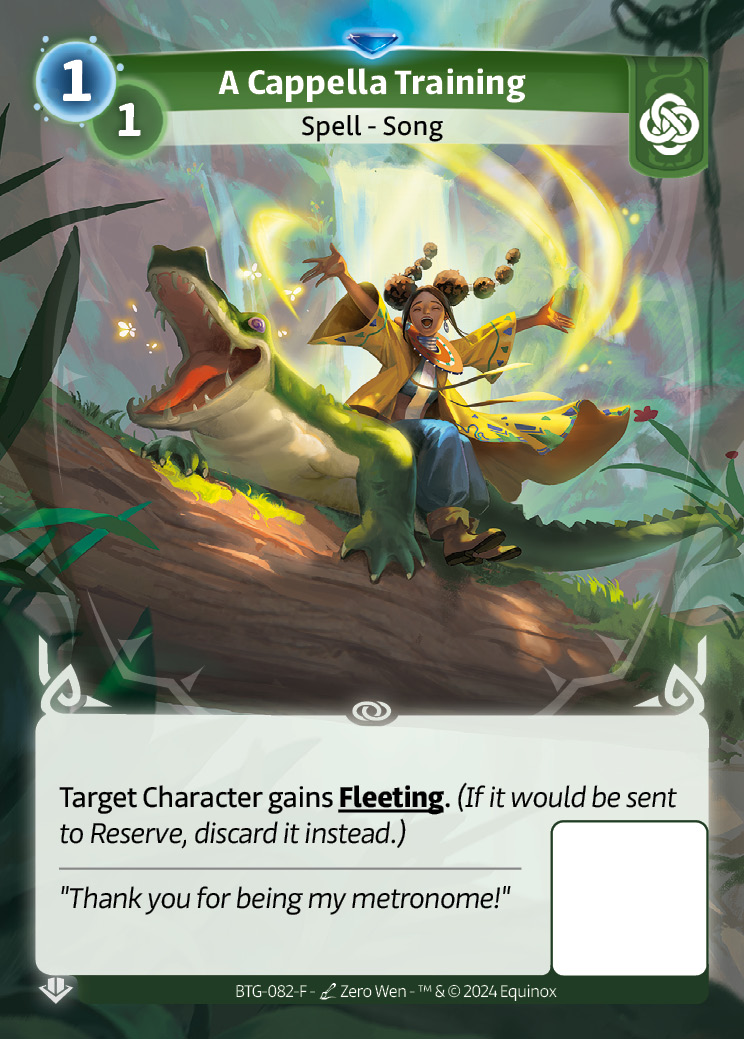 1
A Cappella Training
1
Spell - Song
Target Character gains Fleeting. (If it would be sent
to Reserve, discard it instead.)
"Thank you for being my metronome!"
BTG-082-F - Zero Wen - ™ & © 2024 Equinox